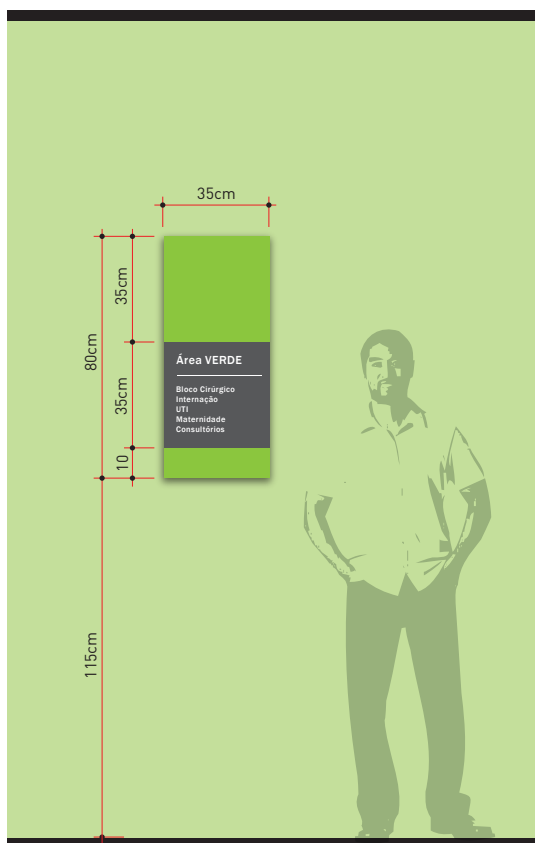 35cm
35cm
80cm
35cm
10
115cm
Área VERDE
Bloco Cirúrgico
Internação
UTI
Maternidade
Consultórios